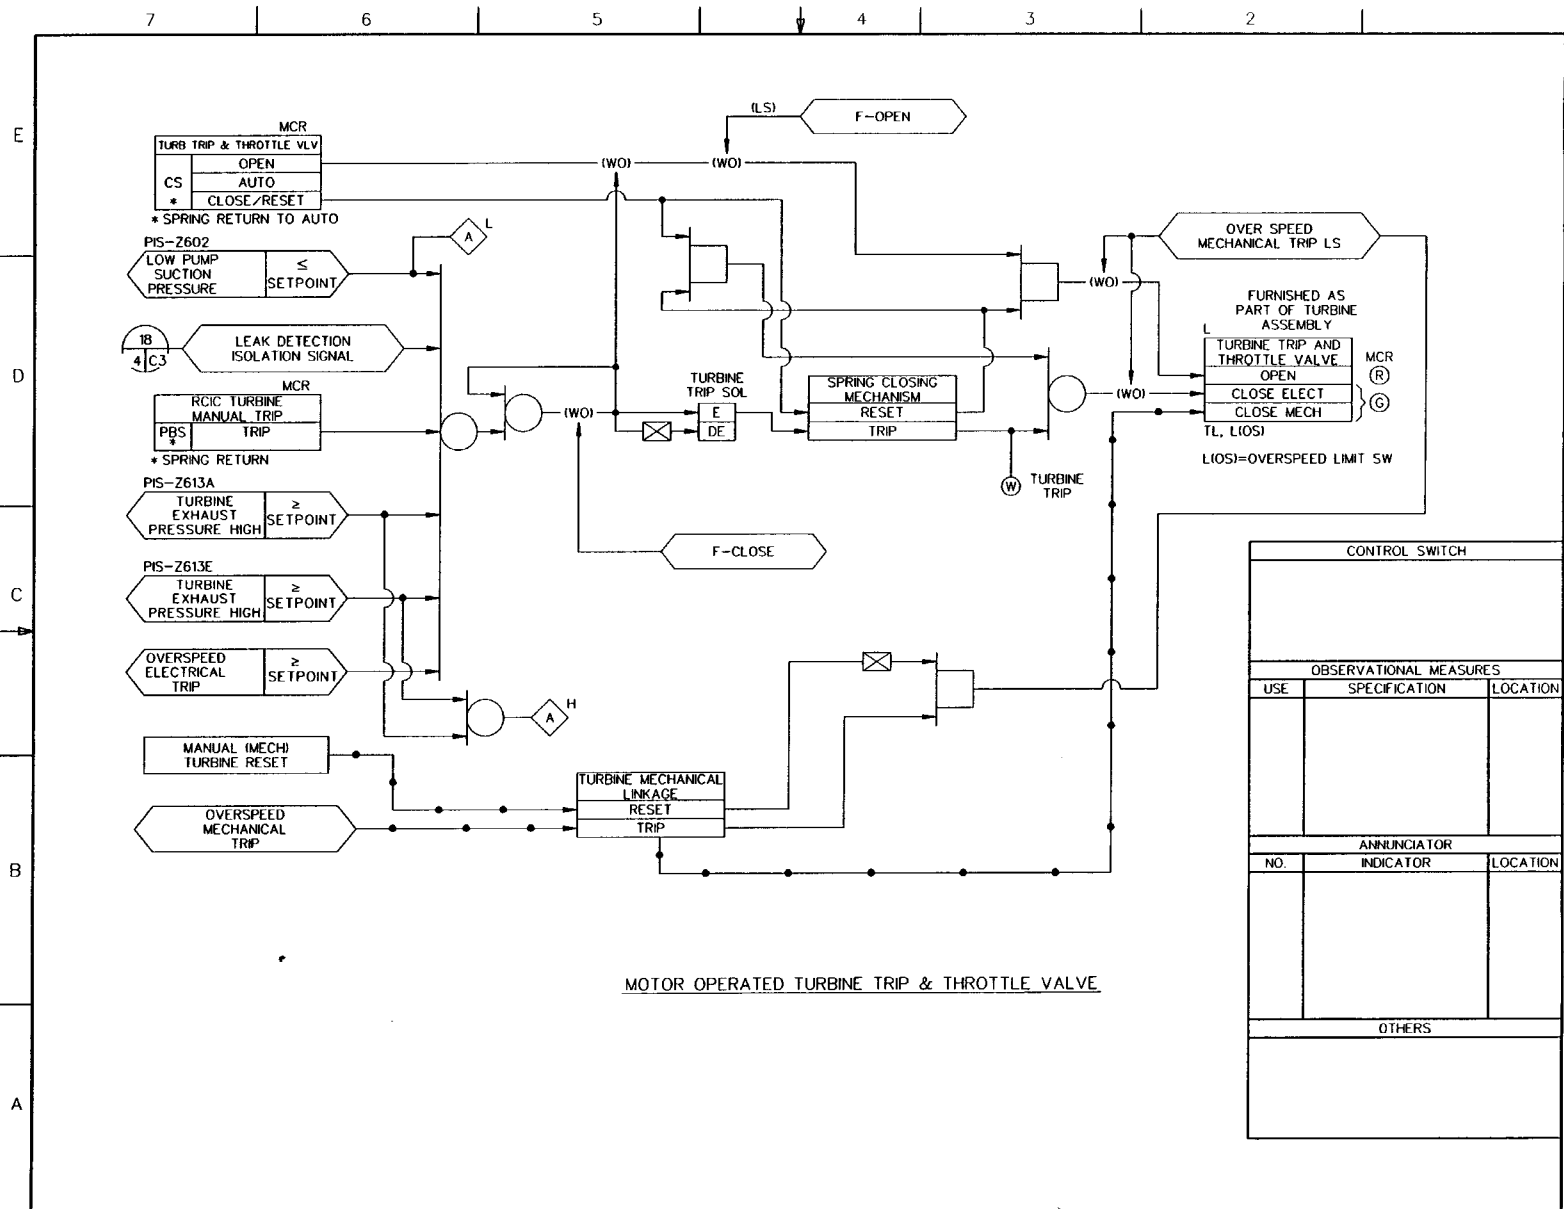 7 6 5 4 3 2
E
D
C
B
A
MCR
TURB TRIP & THROTTLE VLV
OPEN
CS AUTO
* CLOSE/RESET
* SPRING RETURN TO AUTO
(LS)
F-OPEN
(WO) (WO)
PIS-Z602
LOW PUMP
SUCTION
PRESSURE
≤
SETPOINT
A L
18
4 C3
LEAK DETECTION
ISOLATION SIGNAL
MCR
RCIC TURBINE
MANUAL TRIP
PBS
*
TRIP
* SPRING RETURN
PIS-Z613A
TURBINE
EXHAUST
PRESSURE HIGH
≥
SETPOINT
PIS-Z613E
TURBINE
EXHAUST
PRESSURE HIGH
≥
SETPOINT
OVERSPEED
ELECTRICAL
TRIP
≥
SETPOINT
A H
MANUAL (MECH)
TURBINE RESET
OVERSPEED
MECHANICAL
TRIP
(WO)
F-CLOSE
TURBINE
TRIP SOL
E
DE
SPRING CLOSING
MECHANISM
RESET
TRIP
W TURBINE
TRIP
TURBINE MECHANICAL
LINKAGE
RESET
TRIP
OVER SPEED
MECHANICAL TRIP LS
(WO)
(WO)
FURNISHED AS
PART OF TURBINE
ASSEMBLY
L
TURBINE TRIP AND
THROTTLE VALVE
OPEN
CLOSE ELECT
CLOSE MECH
MCR
R
G
TL, L(OS)
L(OS)=OVERSPEED LIMIT SW
CONTROL SWITCH
OBSERVATIONAL MEASURES
USE SPECIFICATION LOCATION
ANNUNCIATOR
NO. INDICATOR LOCATION
OTHERS
MOTOR OPERATED TURBINE TRIP & THROTTLE VALVE